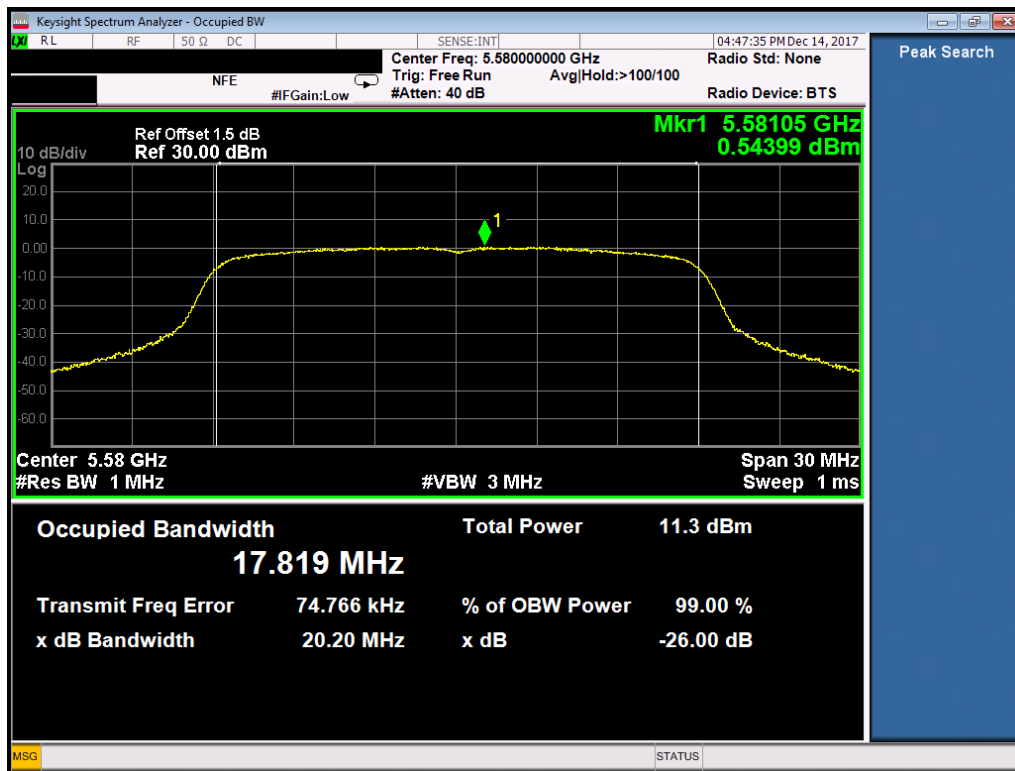 Keysight Spectrum Analyzer - Occupied BW
LXI RL RF 50 Ω DC SENSE:INT 04:47:35 PM Dec 14, 2017
Center Freq: 5.580000000 GHz Radio Std: None
NFE Trig: Free Run Avg|Hold:>100/100
#IFGain:Low #Atten: 40 dB Radio Device: BTS
Peak Search
Mkr1 5.58105 GHz
0.54399 dBm
Ref Offset 1.5 dB
10 dB/div Ref 30.00 dBm
Log
20.0
10.0
1
0.00
-10.0
-20.0
-30.0
-40.0
-50.0
-60.0
Center 5.58 GHz Span 30 MHz
#Res BW 1 MHz #VBW 3 MHz Sweep 1 ms
Occupied Bandwidth Total Power 11.3 dBm
17.819 MHz
Transmit Freq Error 74.766 kHz % of OBW Power 99.00 %
x dB Bandwidth 20.20 MHz x dB -26.00 dB
MSG STATUS